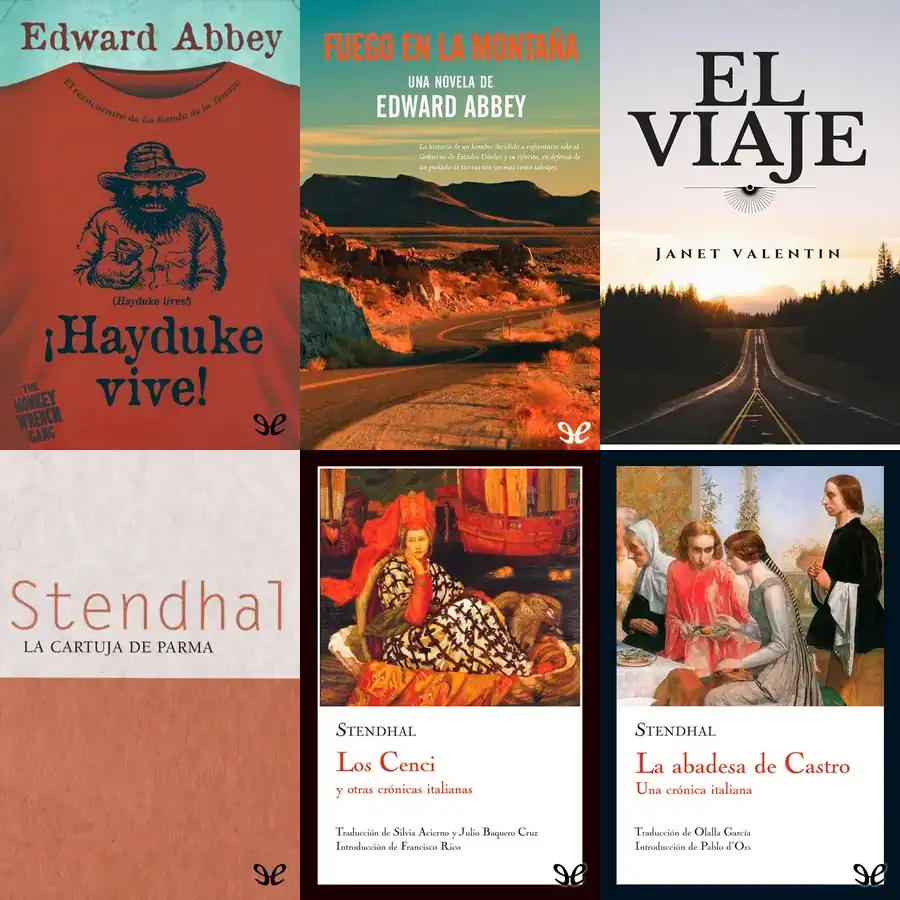 Edward Abbey
El reencuentro de La Banda de la Tenaza
(Hayduke lives!)
¡Hayduke
vive!
THE
MONKEY
WRENCH
GANG
FUEGO EN LA MONTAÑA
UNA NOVELA DE
EDWARD ABBEY
La historia de un hombre decidido a enfrentarse solo al
Gobierno de Estados Unidos y su ejército, en defensa de
un puñado de tierras tan yermas como salvajes.
EL
VIAJE
JANET VALENTIN
Stendhal
LA CARTUJA DE PARMA
STENDHAL
Los Cenci
y otras crónicas italianas
Traducción de Silvia Acierno y Julio Baquero Cruz
Introducción de Francisco Rico
STENDHAL
La abadesa de Castro
Una crónica italiana
Traducción de Olalla García
Introducción de Pablo d'Ors